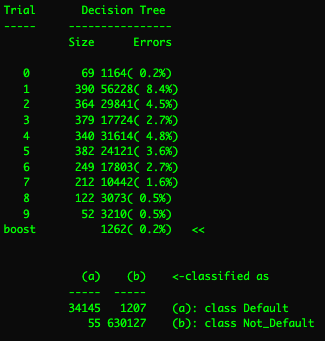 Trial Decision Tree
----- ----------------
Size Errors
0 69 1164( 0.2%)
1 390 56228( 8.4%)
2 364 29841( 4.5%)
3 379 17724( 2.7%)
4 340 31614( 4.8%)
5 382 24121( 3.6%)
6 249 17803( 2.7%)
7 212 10442( 1.6%)
8 122 3073( 0.5%)
9 52 3210( 0.5%)
boost 1262( 0.2%) <<
(a) (b) <-classified as
----- -----
34145 1207 (a): class Default
55 630127 (b): class Not_Default